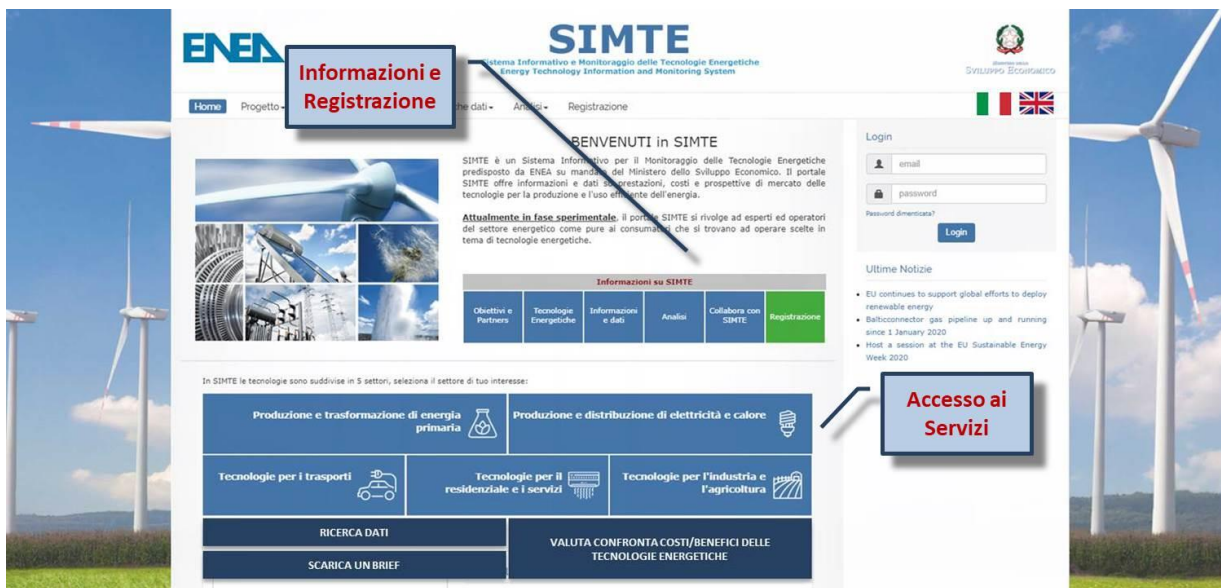 ENEA
SIMTE
Sistema Informativo e Monitoraggio delle Tecnologie Energetiche
Energy Technology Information and Monitoring System
Sviluppo Economico
Informazioni e
Registrazione
Home Progetto Analisi Registrazione
BENVENUTI in SIMTE
SIMTE è un Sistema Informativo per il Monitoraggio delle Tecnologie Energetiche
predisposto da ENEA su mandato del Ministero dello Sviluppo Economico. Il portale
SIMTE offre informazioni e dati su prestazioni, costi e prospettive di mercato delle
tecnologie per la produzione e l'uso efficiente dell'energia.
Attualmente in fase sperimentale, il portale SIMTE si rivolge ad esperti ed operatori
del settore energetico come pure ai consumatori che si trovano ad operare scelte in
tema di tecnologie energetiche.
Informazioni su SIMTE
Obiettivi e
Partners
Tecnologie
Energetiche
Informazioni
e dati
Analisi
Collabora con
SIMTE
Registrazione
Login
email
password
Password dimenticata?
Login
Ultime Notizie
EU continues to support global efforts to deploy
renewable energy
Balticconnector gas pipeline up and running
since 1 January 2020
Host a session at the EU Sustainable Energy
Week 2020
Accesso ai
Servizi
In SIMTE le tecnologie sono suddivise in 5 settori, seleziona il settore di tuo interesse:
Produzione e trasformazione di energia
primaria
Produzione e distribuzione di elettricità e calore
Tecnologie per i trasporti
Tecnologie per il
residenziale e i servizi
Tecnologie per l'industria e
l'agricoltura
RICERCA DATI
SCARICA UN BRIEF
VALUTA CONFRONTA COSTI/BENEFICI DELLE
TECNOLOGIE ENERGETICHE